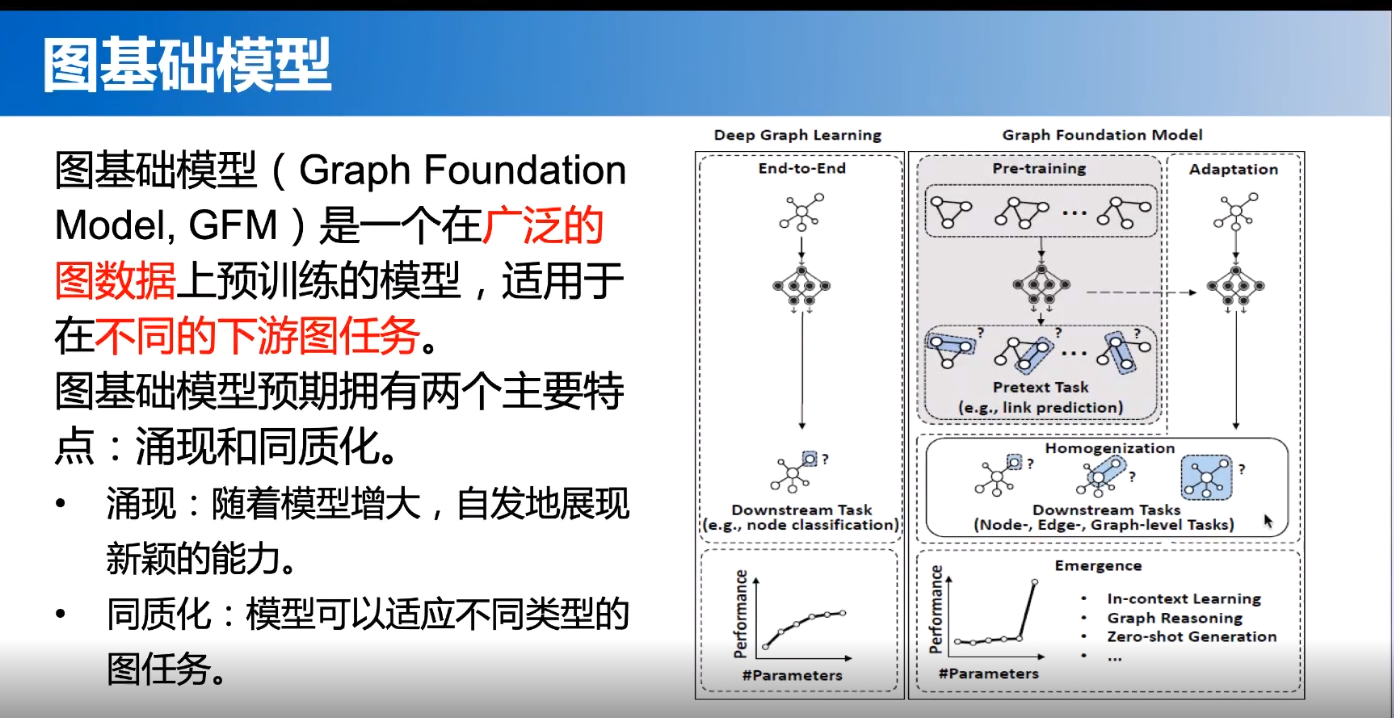 图基础模型
图基础模型（Graph Foundation
Model, GFM）是一个在广泛的
图数据上预训练的模型，适用于
在不同的下游图任务。
图基础模型预期拥有两个主要特
点：涌现和同质化。
• 涌现：随着模型增大，自发地展现
新颖的能力。
• 同质化：模型可以适应不同类型的
图任务。
Deep Graph Learning
End-to-End
?
Downstream Task
(e.g., node classification)
Performance
#Parameters
Graph Foundation Model
Pre-training
...
? ? ... ?
Pretext Task
(e.g., link prediction)
Adaptation
Homogenization
? ? ?
Downstream Tasks
(Node-, Edge-, Graph-level Tasks)
Emergence
Performance
#Parameters
• In-context Learning
• Graph Reasoning
• Zero-shot Generation
• ...